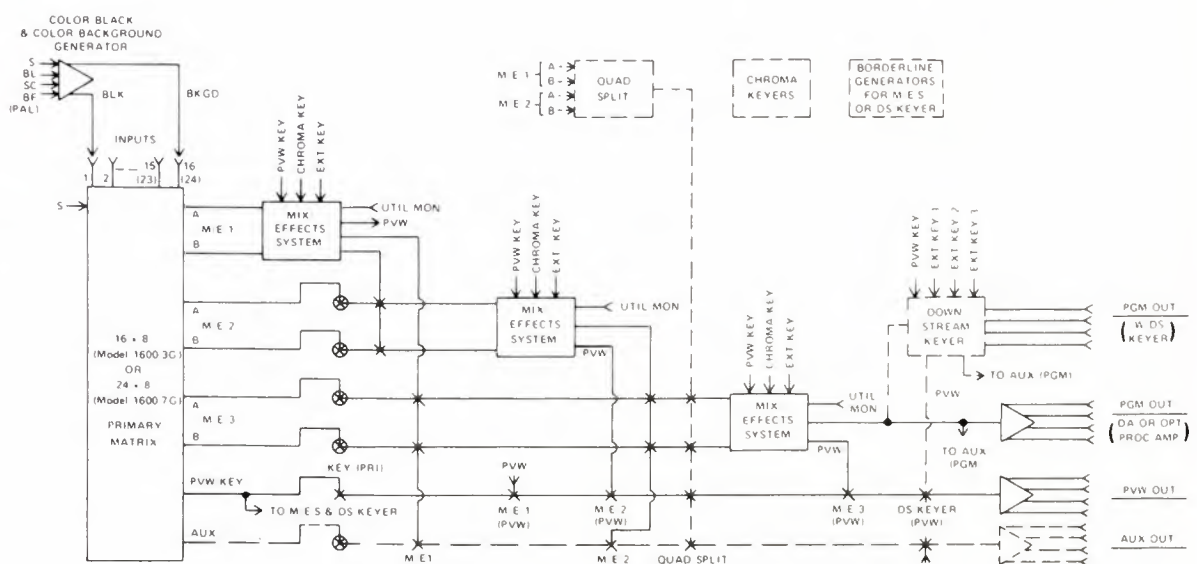 COLOR BLACK
& COLOR BACKGROUND
GENERATOR
S
BL
SC
BF
(PAL)
BLK
BKGD
INPUTS
1
2
15
(23)
16
(24)
S
16 × 8
(Model 1600 3G)
OR
24 × 8
(Model 1600 7G)
PRIMARY
MATRIX
A
M E 1
B
A
M E 2
B
A
M E 3
B
PVW KEY
AUX
PVW KEY
CHROMA KEY
EXT KEY
MIX
EFFECTS
SYSTEM
UTIL MON
PVW
PVW KEY
CHROMA KEY
EXT KEY
MIX
EFFECTS
SYSTEM
UTIL MON
PVW
M E 1
A
B
M E 2
A
B
QUAD
SPLIT
CHROMA
KEYERS
BORDERLINE
GENERATORS
FOR M.E.S
OR DS KEYER
PVW KEY
CHROMA KEY
EXT KEY
MIX
EFFECTS
SYSTEM
UTIL
MON
PVW
PVW KEY
EXT KEY 1
EXT KEY 2
EXT KEY 3
DOWN
STREAM
KEYER
TO AUX (PGM)
PVW
TO AUX
(PGM
PGM OUT
(W DS
KEYER)
PGM OUT
(DA OR OPT
PROC AMP)
PVW OUT
AUX OUT
KEY (PRI)
TO M.E.S & DS KEYER
PVW
M E 1
(PVW)
M E 2
(PVW)
M E 3
(PVW)
DS KEYER
(PVW)
M E1
M E 2
QUAD SPLIT